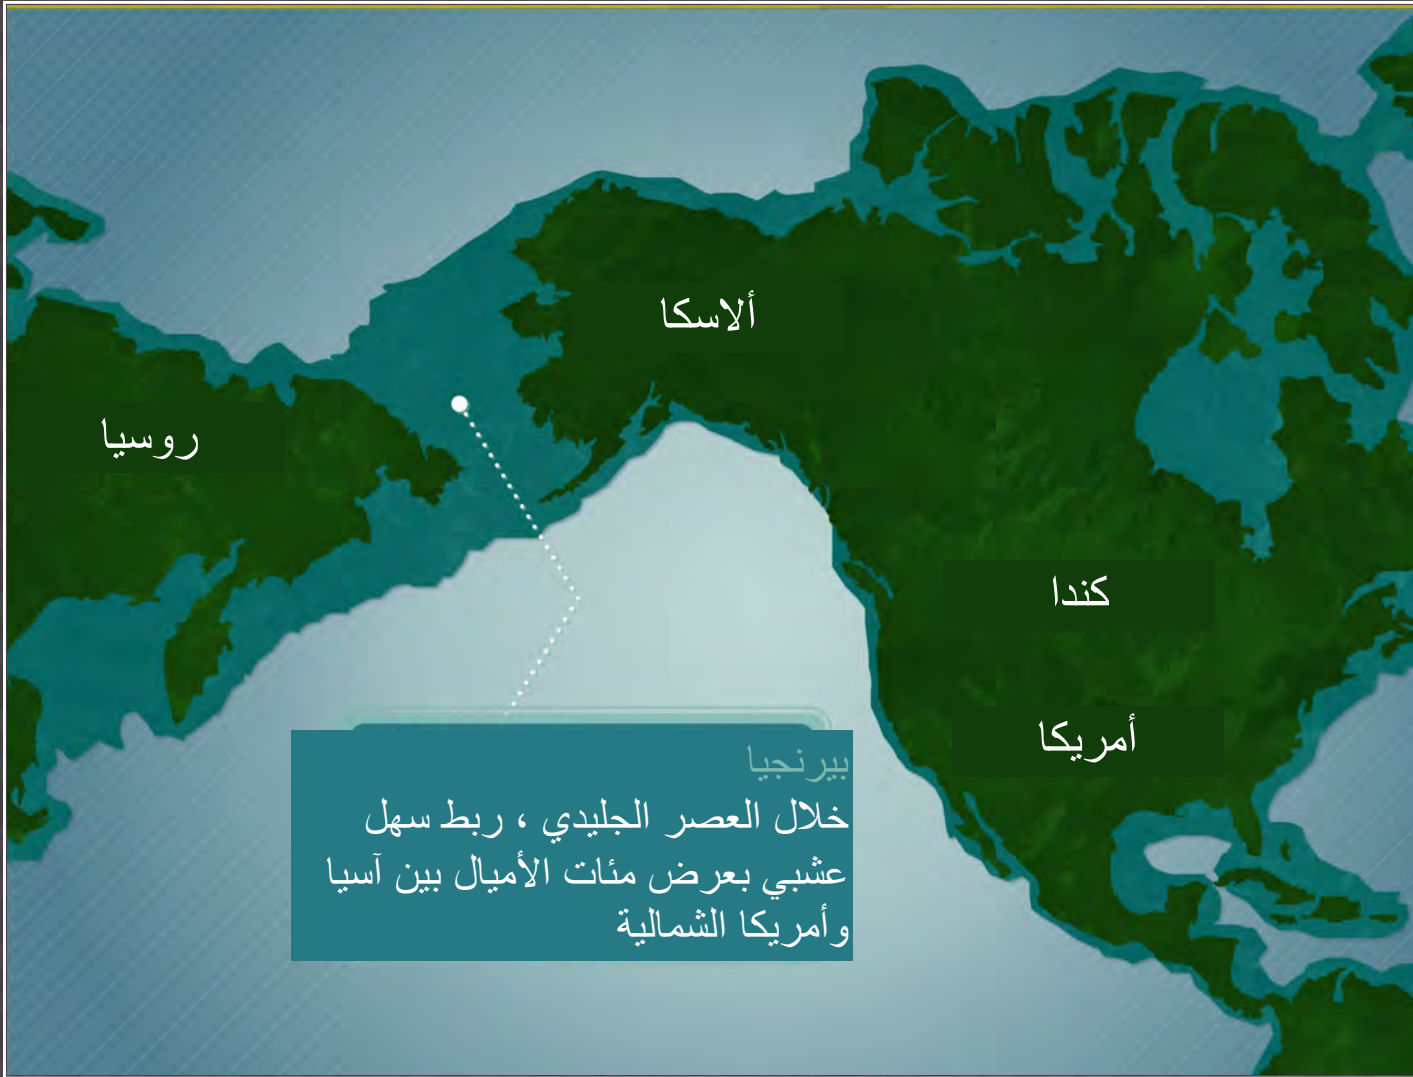 ألاسكا
روسيا
كندا
أمريكا
بيرنجيا
خلال العصر الجليدي ، ربط سهل
عشبي بعرض مئات الأميال بين آسيا
وأمريكا الشمالية